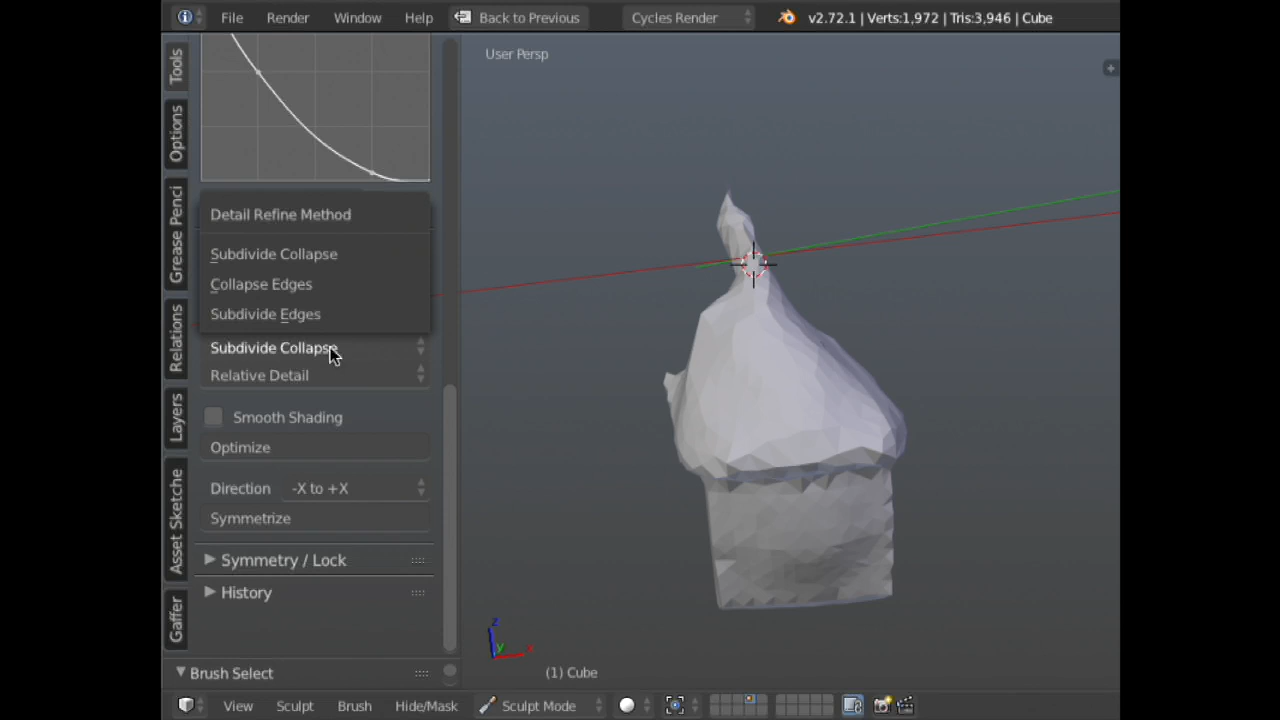 File Render Window Help Back to Previous Cycles Render v2.72.1 | Verts:1,972 | Tris:3,946 | Cube
User Persp
Tools
Options
Grease Penci
Relations
Layers
Asset Sketche
Gaffer
Detail Refine Method
Subdivide Collapse
Collapse Edges
Subdivide Edges
Subdivide Collapse
Relative Detail
Smooth Shading
Optimize
Direction -X to +X
Symmetrize
Symmetry / Lock
History
Brush Select
z
y
x
(1) Cube
View Sculpt Brush Hide/Mask Sculpt Mode